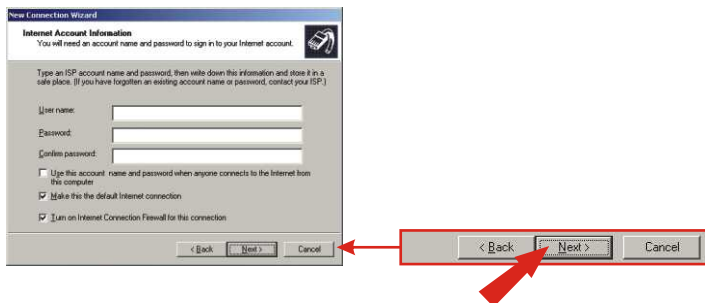 New Connection Wizard
Internet Account Information
You will need an account name and password to sign in to your Internet account.
Type an ISP account name and password, then write down this information and store it in a
safe place. (If you have forgotten an existing account name or password, contact your ISP.)
User name:
Password:
Confirm password:
Use this account name and password when anyone connects to the Internet from
this computer
Make this the default Internet connection
Turn on Internet Connection Firewall for this connection
< Back Next > Cancel
< Back Next > Cancel